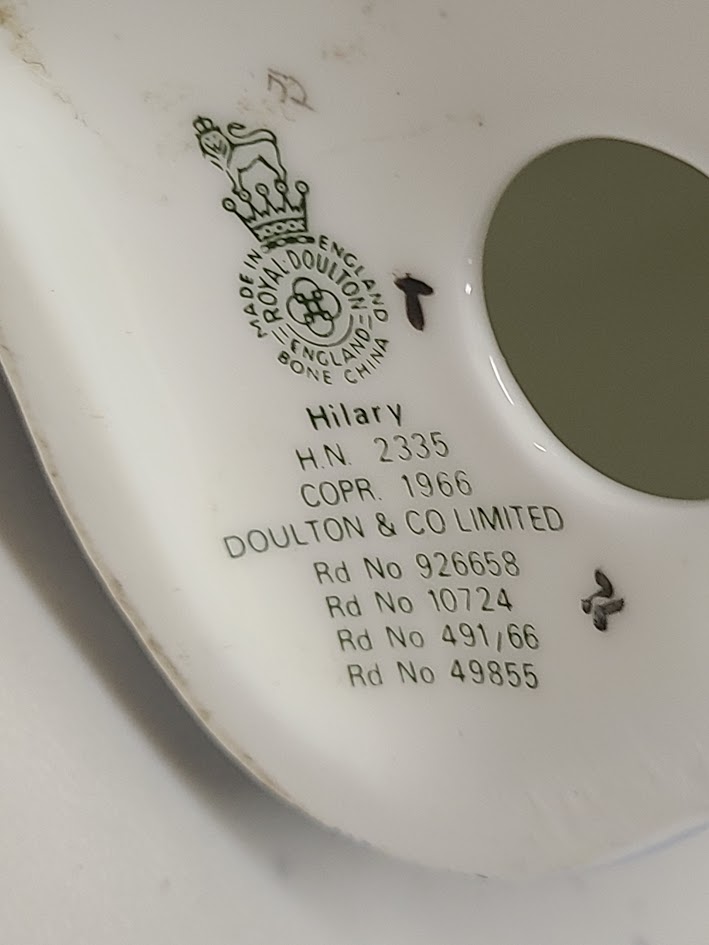 72
MADE IN ENGLAND
ROYAL DOULTON
ENGLAND
BONE CHINA
Hilary
H.N. 2335
COPR. 1966
DOULTON & CO LIMITED
Rd No 926658
Rd No 10724
Rd No 491/66
Rd No 49855